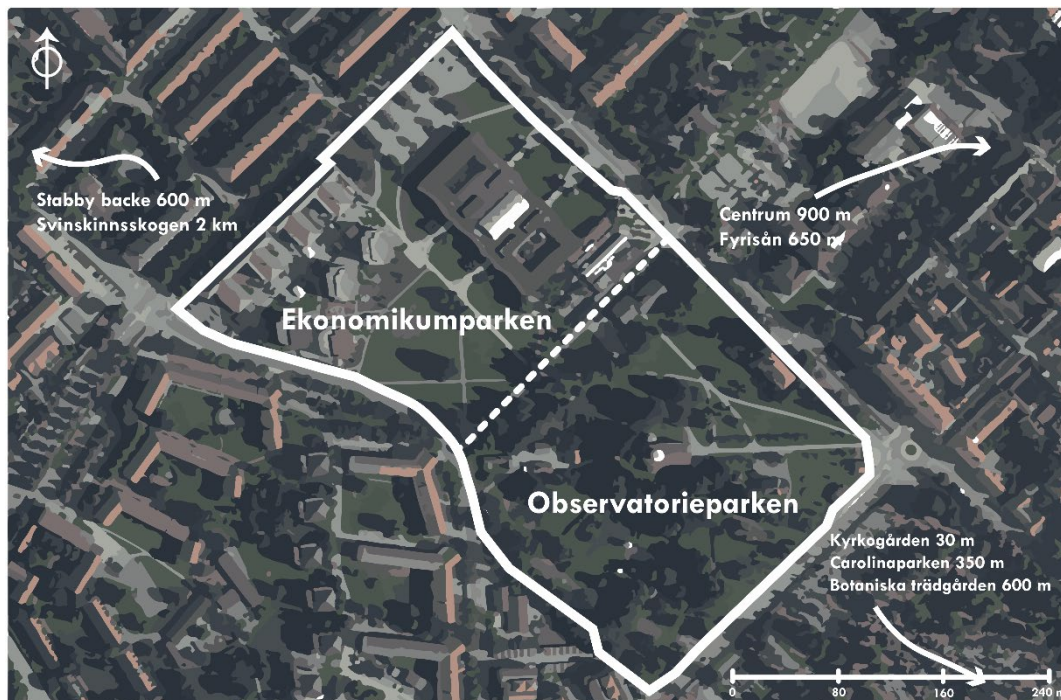 Stabby backe 600 m
Svinskinnsskogen 2 km
Centrum 900 m
Fyrisån 650 m
Ekonomikumparken
Observatorieparken
Kyrkogården 30 m
Carolinaparken 350 m
Botaniska trädgården 600 m
0 80 160 240